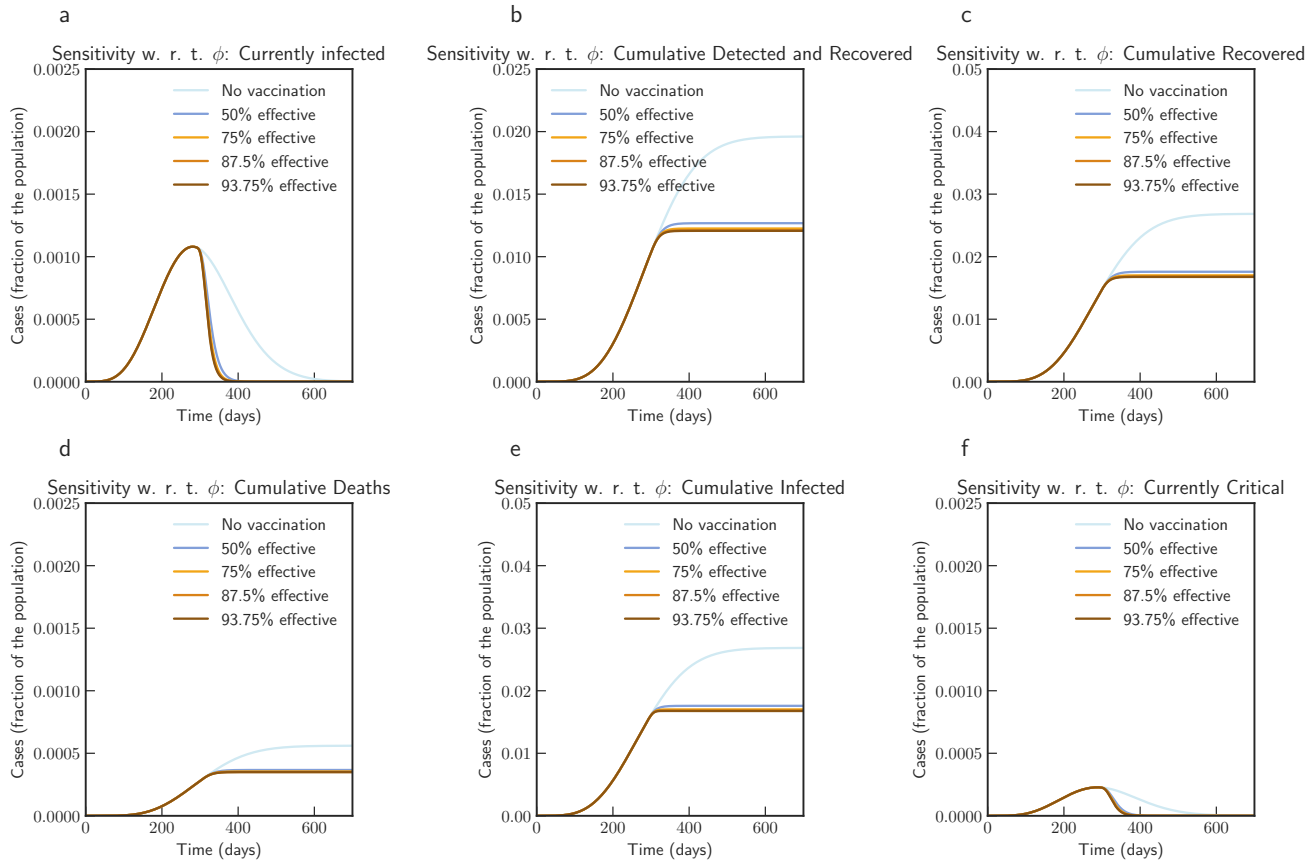 a
Sensitivity w. r. t. ϕ: Currently infected
Cases (fraction of the population)
0.0025
0.0020
0.0015
0.0010
0.0005
0.0000
No vaccination
50% effective
75% effective
87.5% effective
93.75% effective
0 200 400 600
Time (days)
b
Sensitivity w. r. t. ϕ: Cumulative Detected and Recovered
Cases (fraction of the population)
0.025
0.020
0.015
0.010
0.005
0.000
No vaccination
50% effective
75% effective
87.5% effective
93.75% effective
0 200 400 600
Time (days)
c
Sensitivity w. r. t. ϕ: Cumulative Recovered
Cases (fraction of the population)
0.05
0.04
0.03
0.02
0.01
0.00
No vaccination
50% effective
75% effective
87.5% effective
93.75% effective
0 200 400 600
Time (days)
d
Sensitivity w. r. t. ϕ: Cumulative Deaths
Cases (fraction of the population)
0.0025
0.0020
0.0015
0.0010
0.0005
0.0000
No vaccination
50% effective
75% effective
87.5% effective
93.75% effective
0 200 400 600
Time (days)
e
Sensitivity w. r. t. ϕ: Cumulative Infected
Cases (fraction of the population)
0.05
0.04
0.03
0.02
0.01
0.00
No vaccination
50% effective
75% effective
87.5% effective
93.75% effective
0 200 400 600
Time (days)
f
Sensitivity w. r. t. ϕ: Currently Critical
Cases (fraction of the population)
0.0025
0.0020
0.0015
0.0010
0.0005
0.0000
No vaccination
50% effective
75% effective
87.5% effective
93.75% effective
0 200 400 600
Time (days)